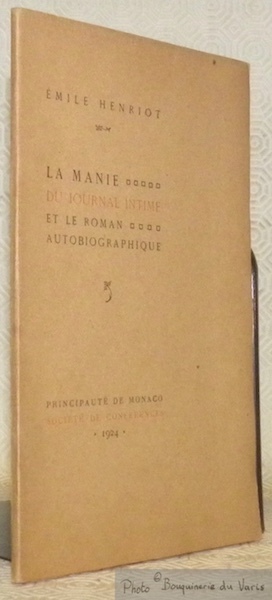 ÉMILE HENRIOT
LA MANIE
DU JOURNAL INTIME
ET LE ROMAN
AUTOBIOGRAPHIQUE
PRINCIPAUTÉ DE MONACO
SOCIÉTÉ DE CONFÉRENCES
• 1924 •
Photo © Bouquinerie du Varis